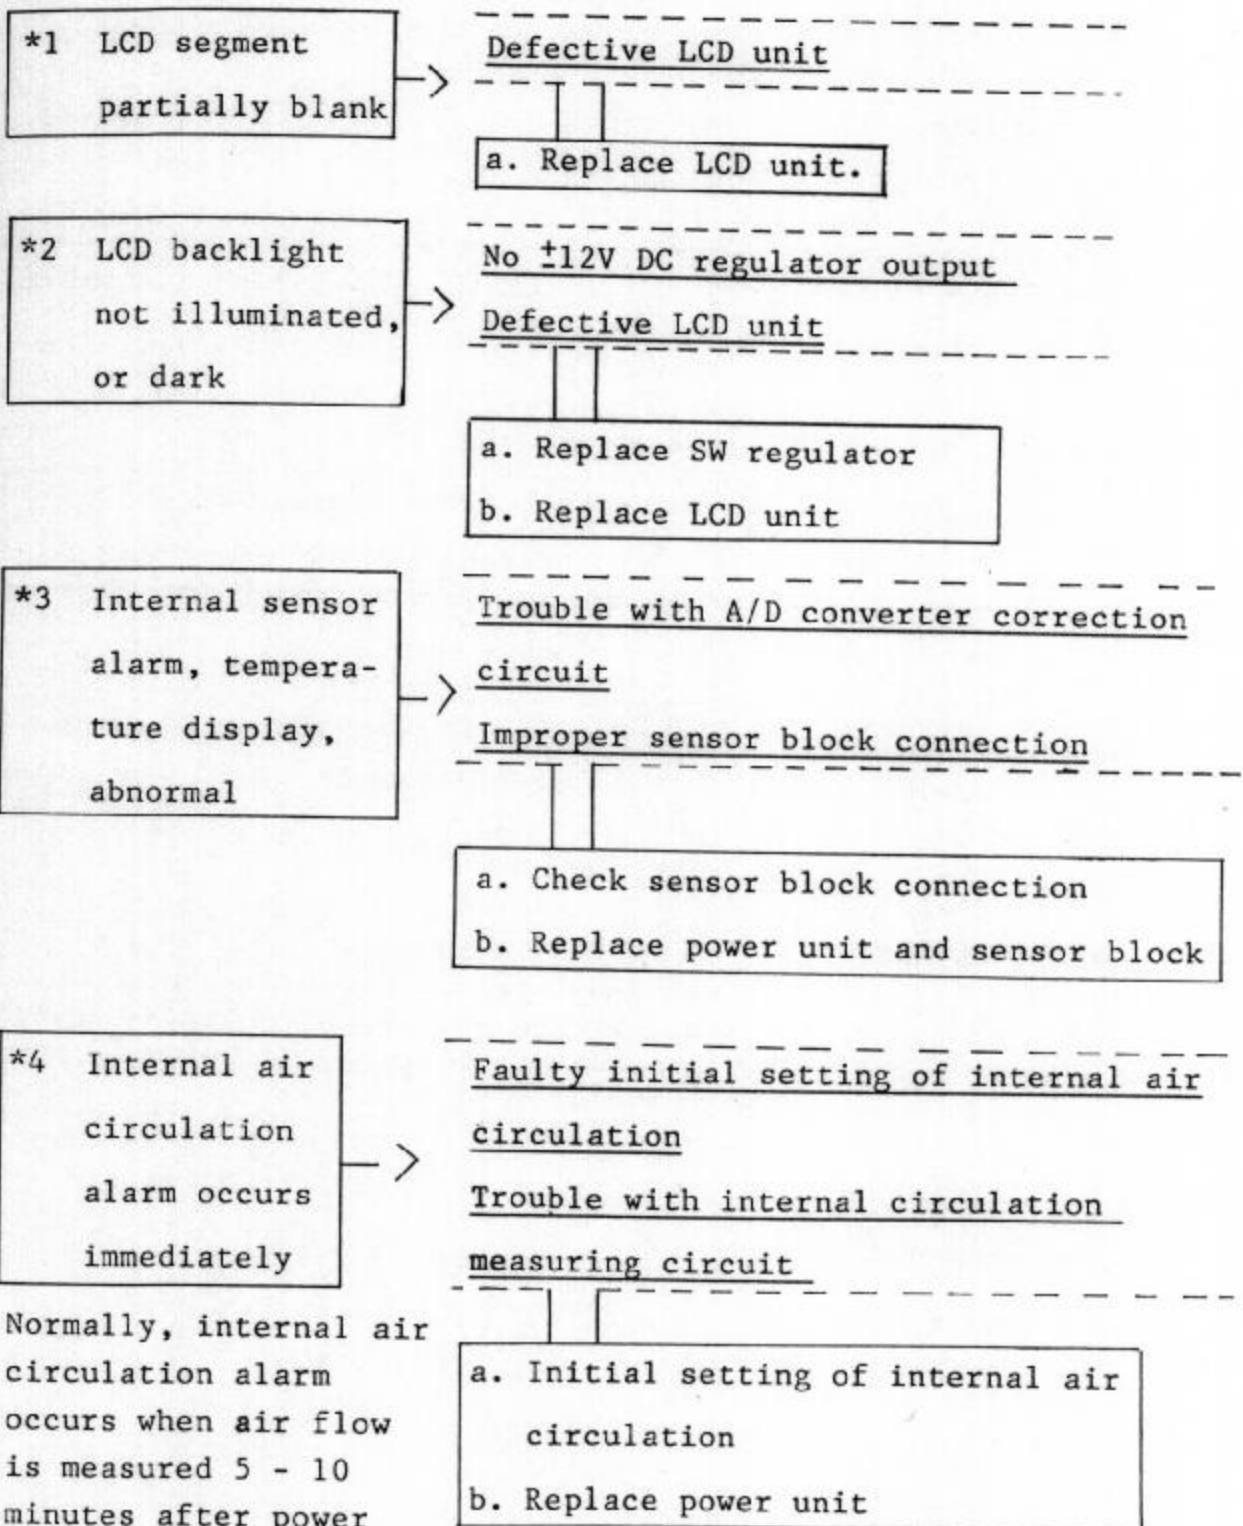 *1 LCD segment
partially blank
Defective LCD unit
a. Replace LCD unit.
*2 LCD backlight
not illuminated,
or dark
No ±12V DC regulator output
Defective LCD unit
a. Replace SW regulator
b. Replace LCD unit
*3 Internal sensor
alarm, tempera-
ture display,
abnormal
Trouble with A/D converter correction
circuit
Improper sensor block connection
a. Check sensor block connection
b. Replace power unit and sensor block
*4 Internal air
circulation
alarm occurs
immediately
Faulty initial setting of internal air
circulation
Trouble with internal circulation
measuring circuit
Normally, internal air
circulation alarm
occurs when air flow
is measured 5 - 10
minutes after power
a. Initial setting of internal air
circulation
b. Replace power unit